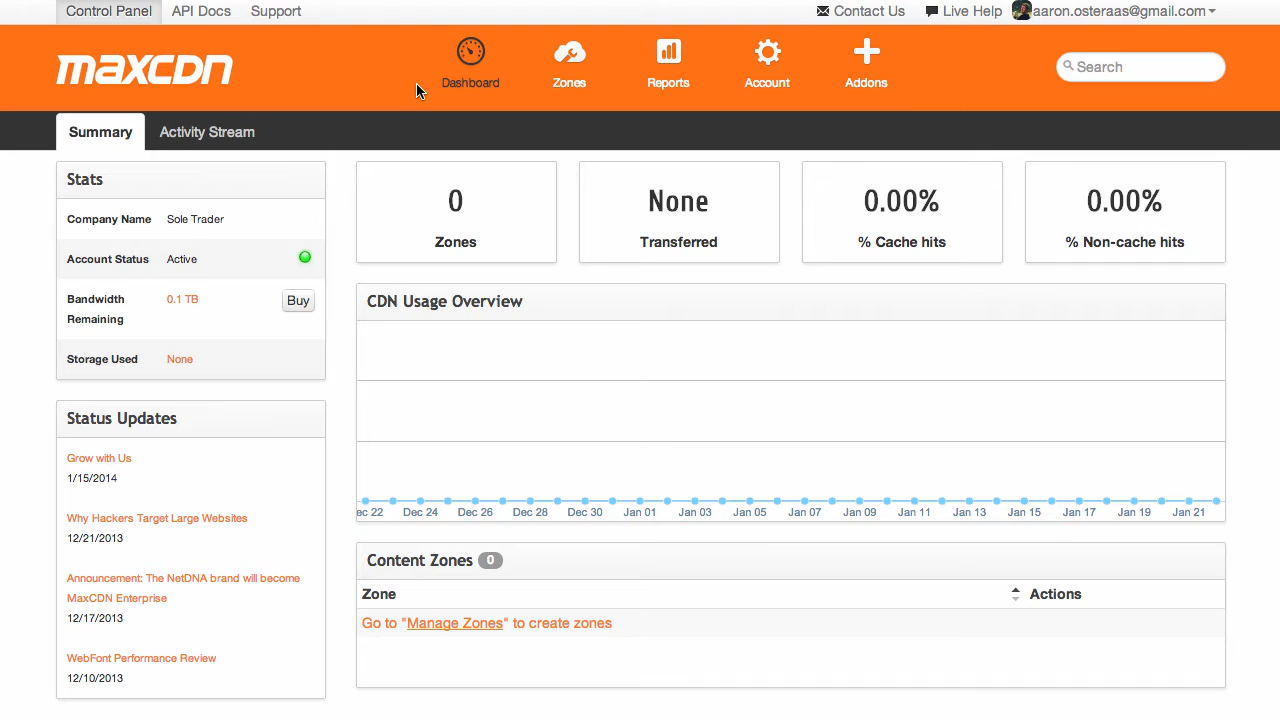 Control Panel API Docs Support Contact Us Live Help aaron.osteraas@gmail.com
maxcdn Dashboard Zones Reports Account Addons Search
Summary Activity Stream
Stats
Company Name Sole Trader
Account Status Active
Bandwidth Remaining 0.1 TB Buy
Storage Used None
Status Updates
Grow with Us
1/15/2014
Why Hackers Target Large Websites
12/21/2013
Announcement: The NetDNA brand will become
MaxCDN Enterprise
12/17/2013
WebFont Performance Review
12/10/2013
0 None 0.00% 0.00%
Zones Transferred % Cache hits % Non-cache hits
CDN Usage Overview
ec 22 Dec 24 Dec 26 Dec 28 Dec 30 Jan 01 Jan 03 Jan 05 Jan 07 Jan 09 Jan 11 Jan 13 Jan 15 Jan 17 Jan 19 Jan 21
Content Zones 0
Zone Actions
Go to "Manage Zones" to create zones